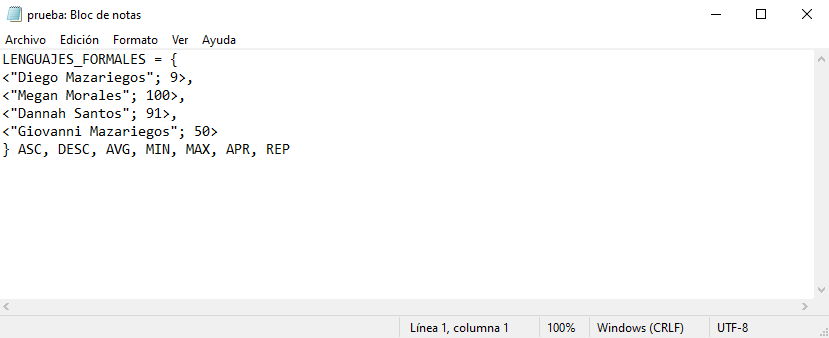 prueba: Bloc de notas
Archivo Edición Formato Ver Ayuda
LENGUAJES_FORMALES = {
<"Diego Mazariegos"; 9>,
<"Megan Morales"; 100>,
<"Dannah Santos"; 91>,
<"Giovanni Mazariegos"; 50>
} ASC, DESC, AVG, MIN, MAX, APR, REP
Línea 1, columna 1 100% Windows (CRLF) UTF-8